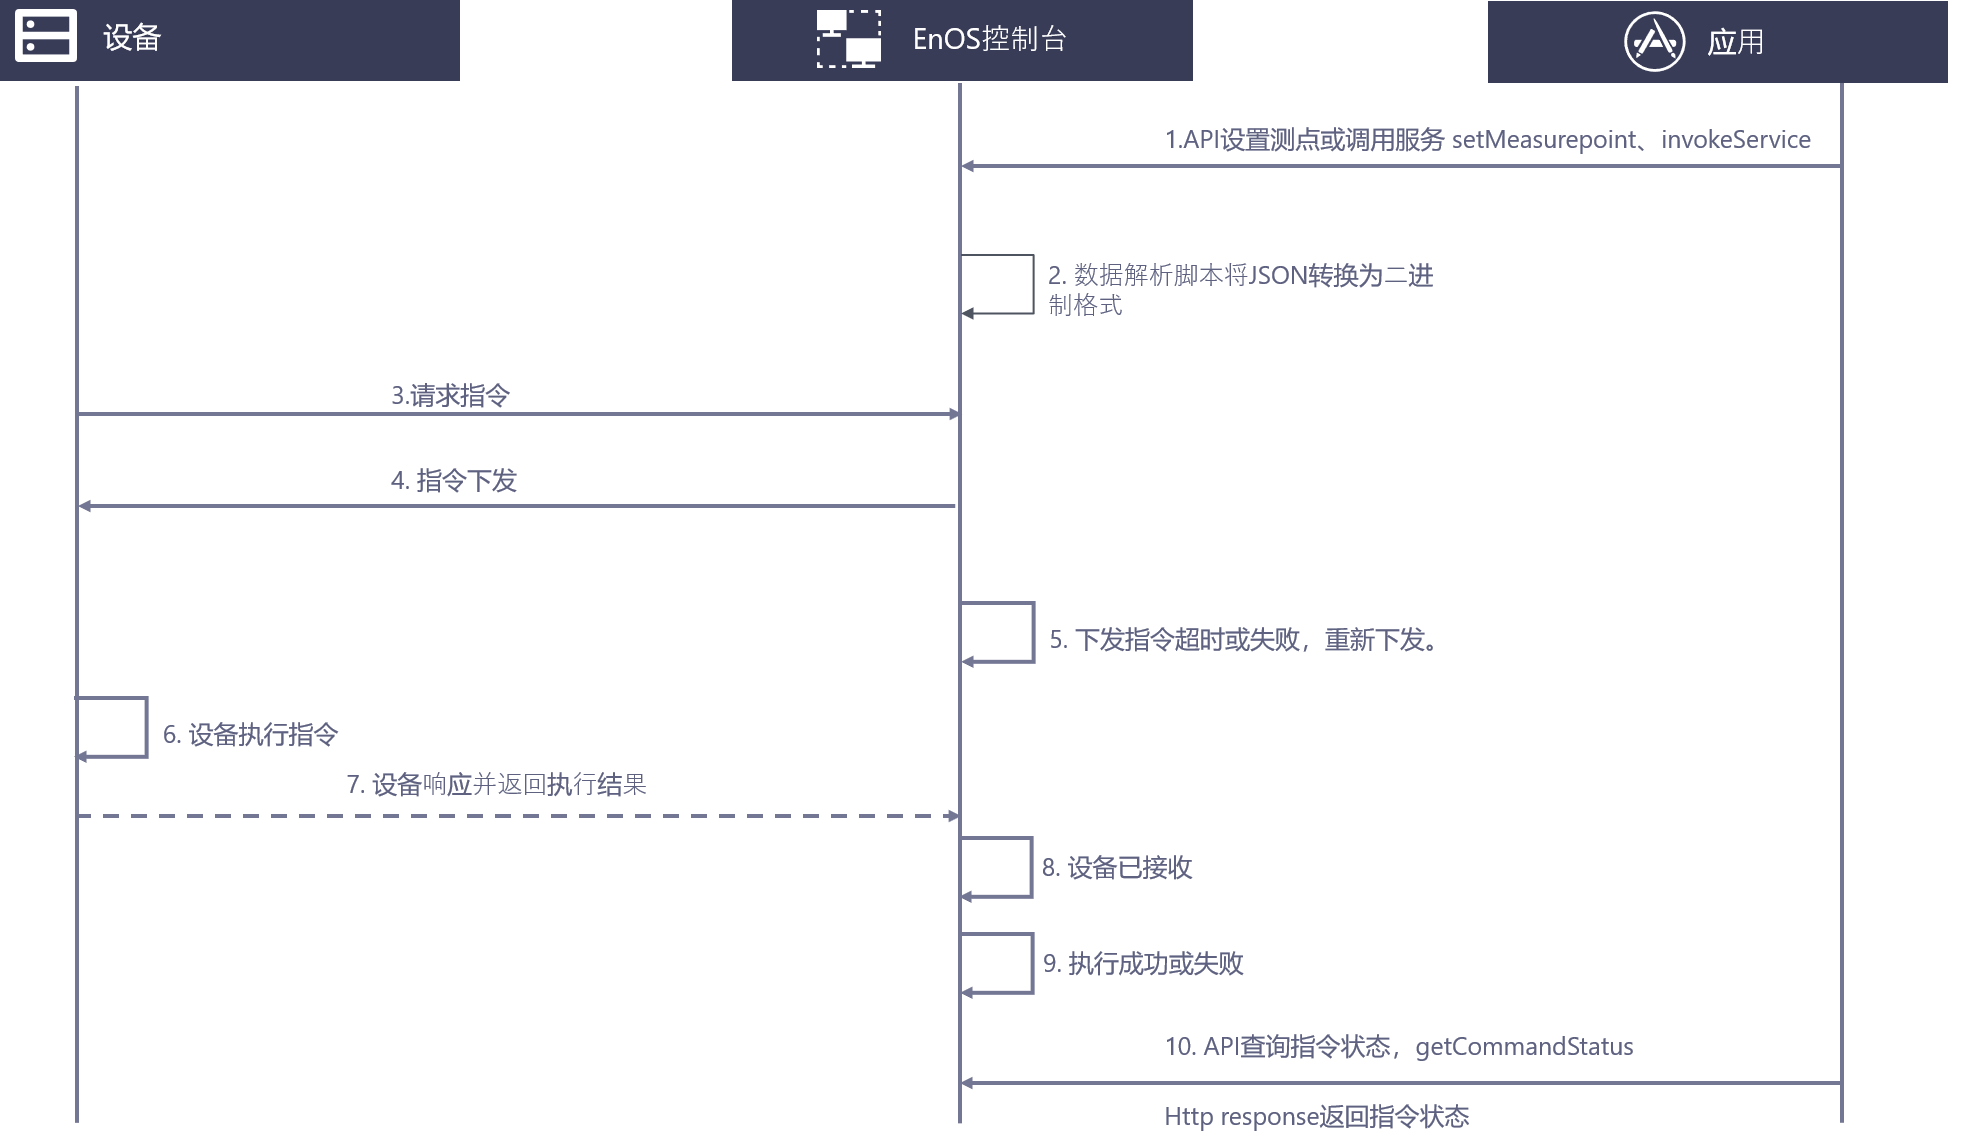 设备
EnOS控制台
应用
1.API设置测点或调用服务 setMeasurepoint、invokeService
2. 数据解析脚本将JSON转换为二进
制格式
3.请求指令
4. 指令下发
5. 下发指令超时或失败，重新下发。
6. 设备执行指令
7. 设备响应并返回执行结果
8. 设备已接收
9. 执行成功或失败
10. API查询指令状态，getCommandStatus
Http response返回指令状态